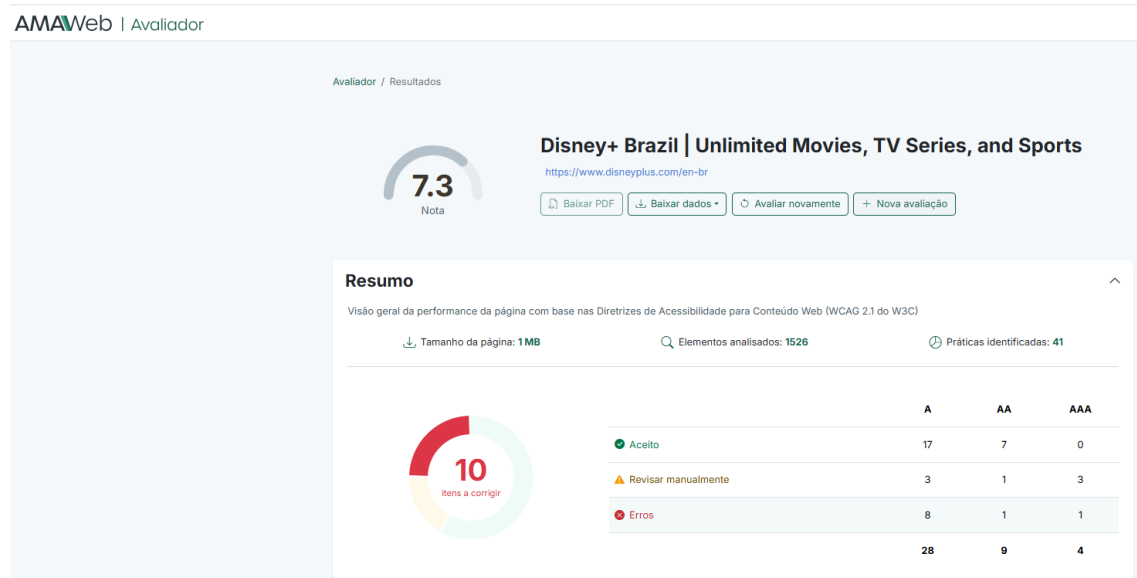 AMAWeb | Avaliador
Avaliador / Resultados
Disney+ Brazil | Unlimited Movies, TV Series, and Sports
https://www.disneyplus.com/en-br
7.3
Nota
Baixar PDF Baixar dados Avaliar novamente + Nova avaliação
Resumo
Visão geral da performance da página com base nas Diretrizes de Acessibilidade para Conteúdo Web (WCAG 2.1 do W3C)
Tamanho da página: 1 MB Elementos analisados: 1526 Práticas identificadas: 41
A AA AAA
Aceito 17 7 0
10
itens a corrigir
Revisar manualmente 3 1 3
Erros 8 1 1
28 9 4